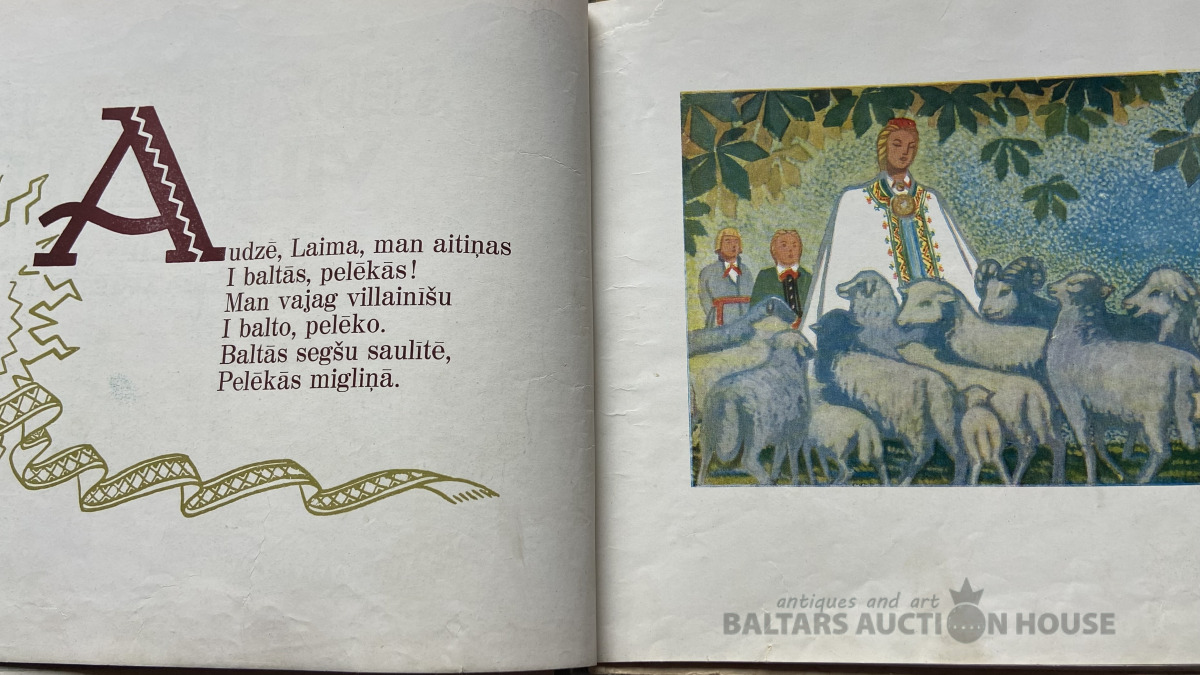 Audzē, Laima, man aitiņas
I baltās, pelēkās!
Man vajag villainīšu
I balto, pelēko.
Baltās segšu saulītē,
Pelēkās migliņā.
antiques and art
BALTARS AUCTION HOUSE